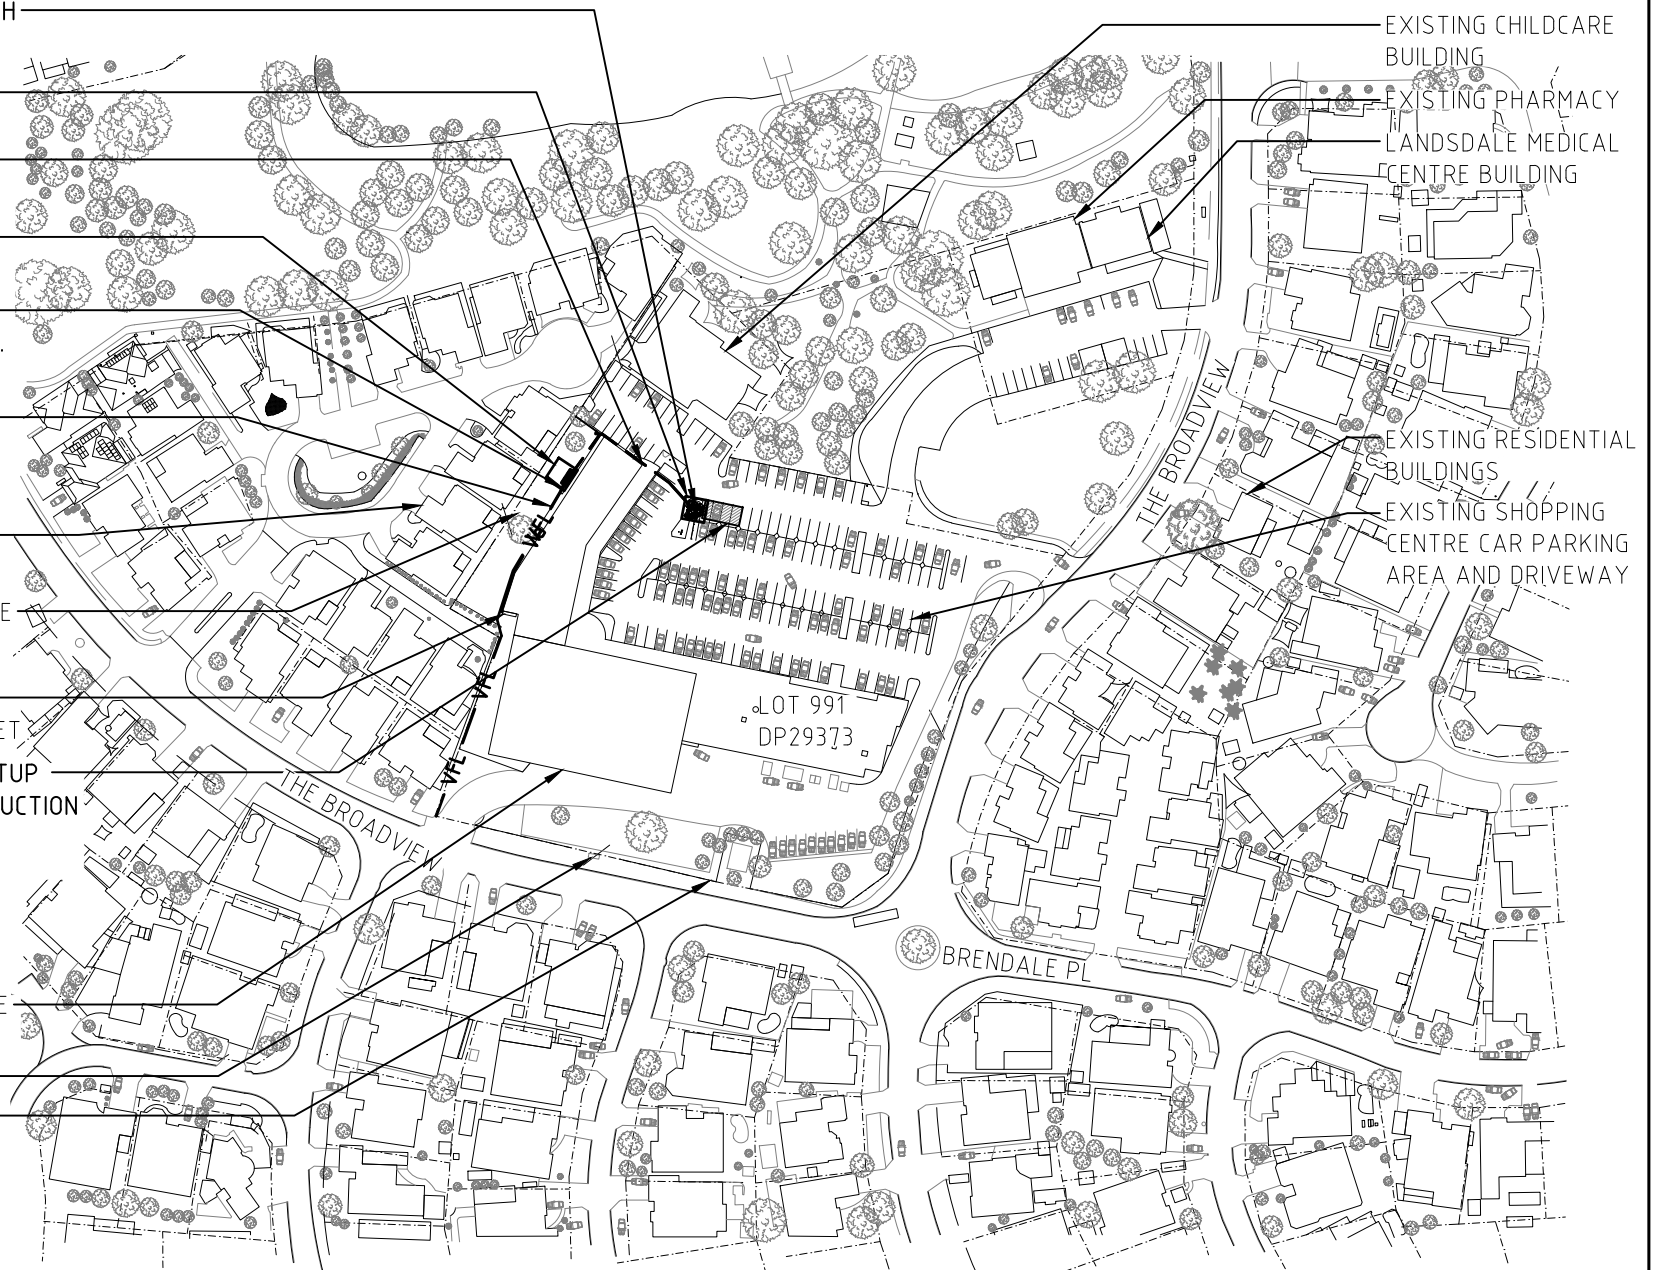 H
EXISTING CHILDCARE
BUILDING
EXISTING PHARMACY
LANDSDALE MEDICAL
CENTRE BUILDING
THE BROADVIEW
EXISTING RESIDENTIAL
BUILDINGS
EXISTING SHOPPING
CENTRE CAR PARKING
AREA AND DRIVEWAY
VFL
E
VFL
LOT 991
DP29373
ET
TUP
UCTION
VFL
THE BROADVIEW
BRENDALE PL
E